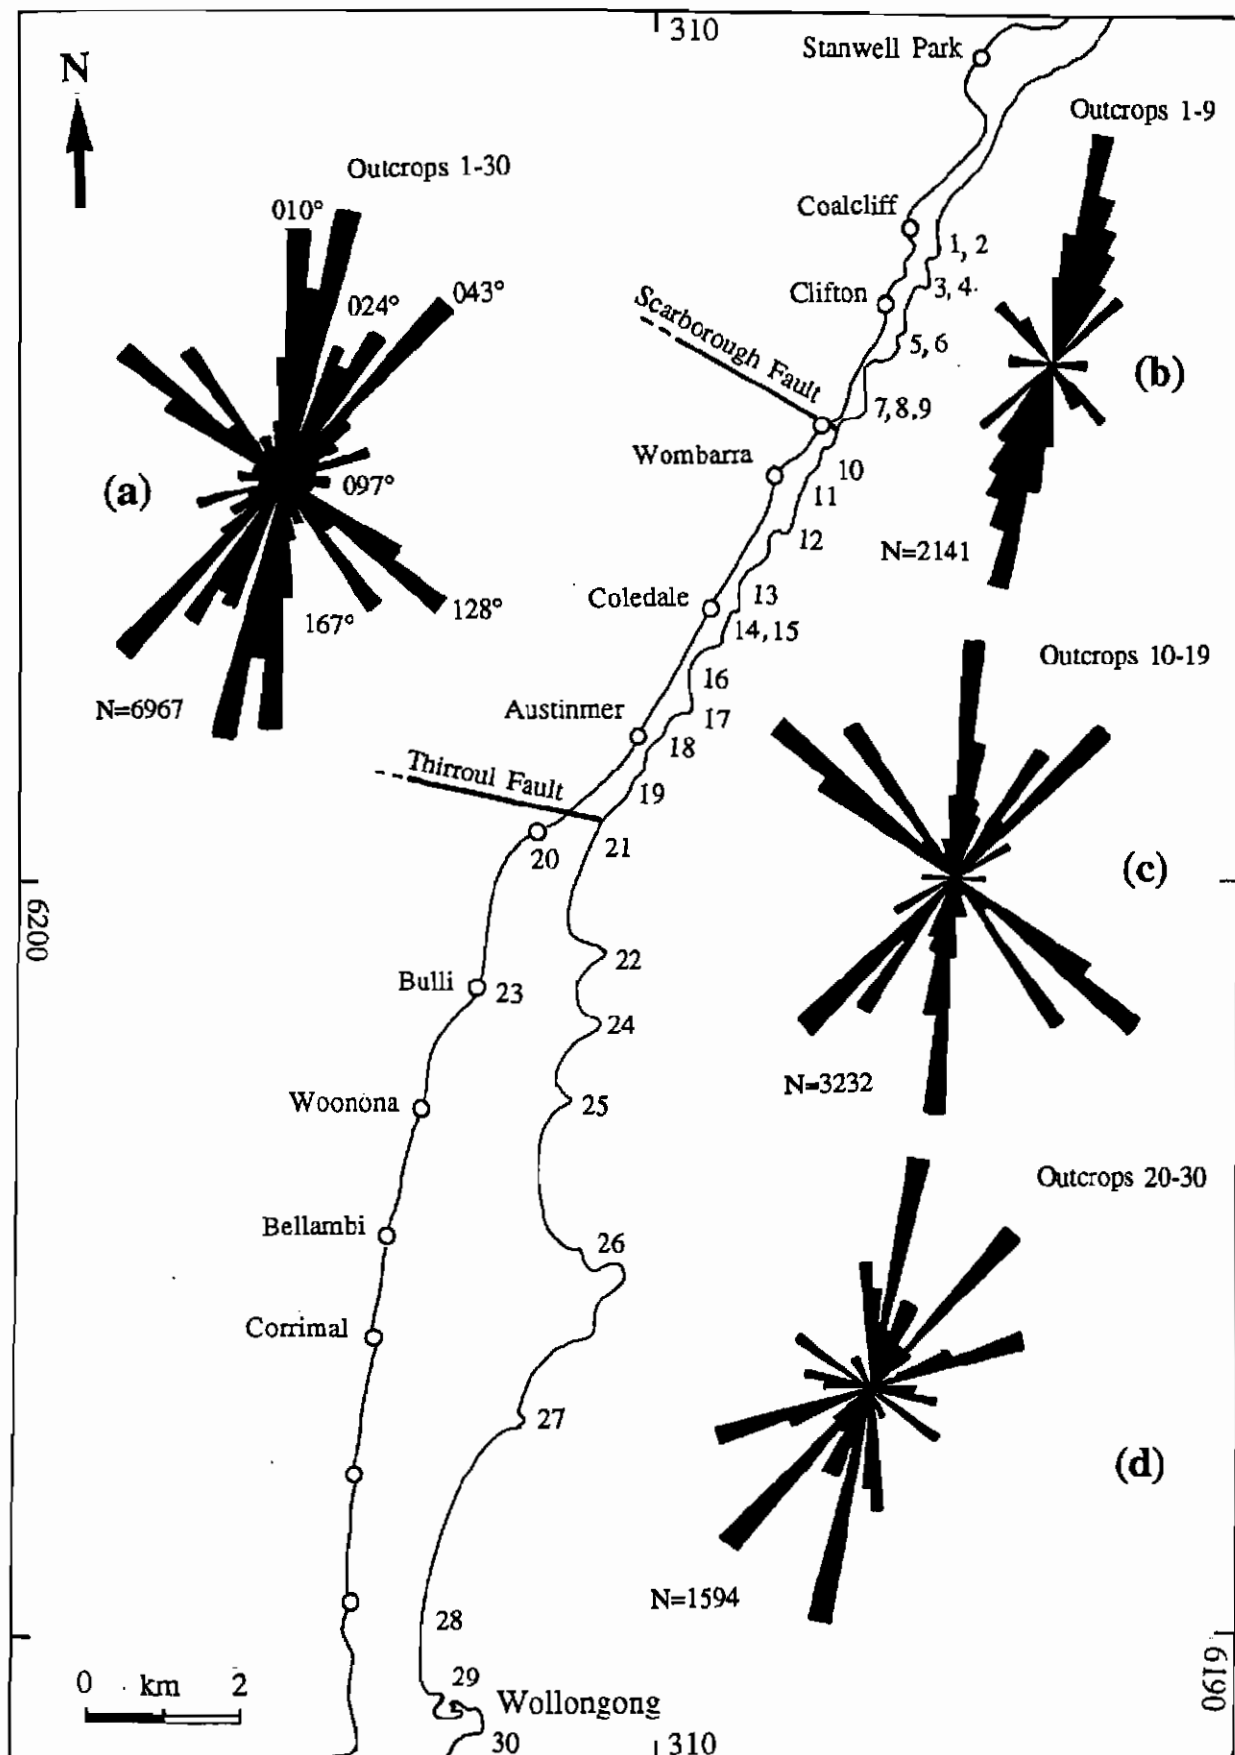 310
Stanwell Park
N
Outcrops 1-9
Outcrops 1-30
010°
Coalcliff
1, 2
024°
043°
Clifton
3, 4
Scarborough Fault
5, 6
(b)
7,8,9
Wombarra
10
(a)
097°
11
12
N=2141
Coledale
13
167°
128°
14, 15
Outcrops 10-19
16
N=6967
Austinmer
17
18
Thirroul Fault
19
20
21
(c)
6200
22
Bulli
23
24
N=3232
Woonona
25
Outcrops 20-30
Bellambi
26
Corrimal
27
(d)
N=1594
28
0 km 2
29
Wollongong
6190
30
310